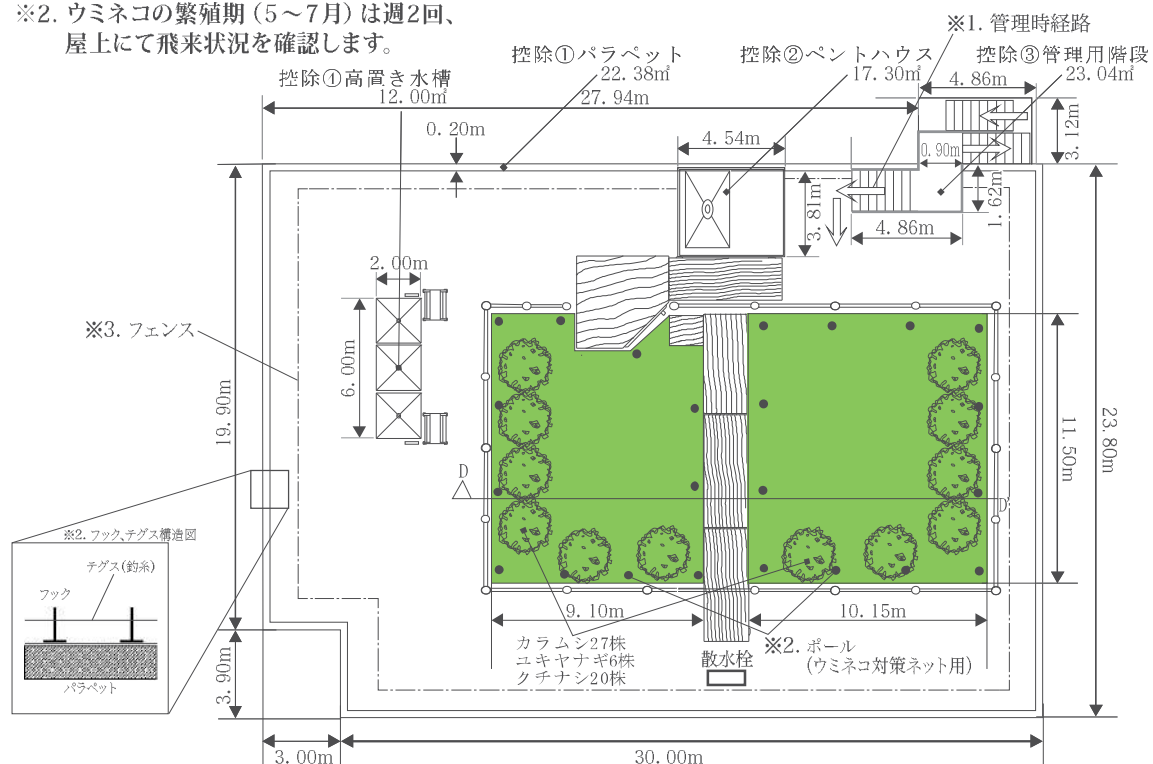 ※2. ウミネコの繁殖期（5～7月）は週2回、
屋上にて飛来状況を確認します。
※1. 管理時経路
控除①パラペット
22.38㎡
控除②ペントハウス
17.30㎡
控除③管理用階段
23.04㎡
控除①高置き水槽
12.00㎡
27.94m
4.86m
3.12m
0.20m
4.54m
0.90m
3.81m
1.62m
4.86m
2.00m
※3. フェンス
6.00m
19.90m
11.50m
23.80m
D
D'
※2. フック、テグス構造図
テグス(釣糸)
フック
パラペット
9.10m
10.15m
カラムシ27株
ユキヤナギ6株
クチナシ20株
散水栓
※2. ポール
(ウミネコ対策ネット用)
3.90m
3.00m
30.00m